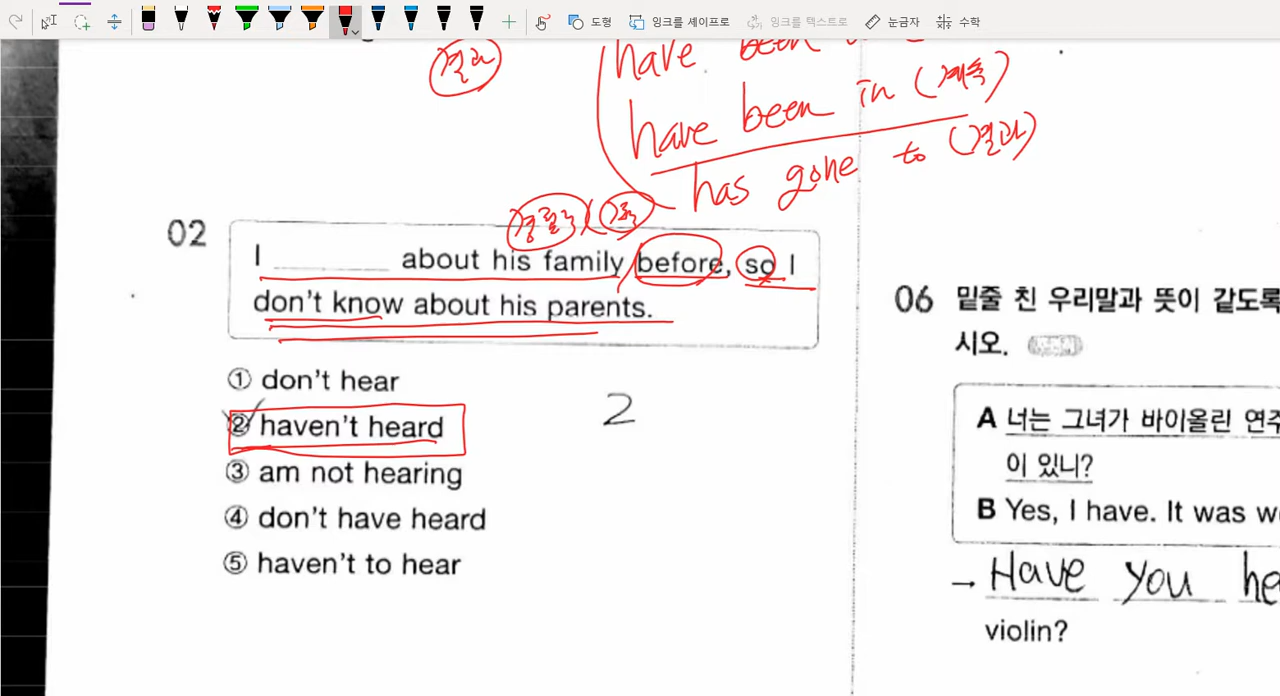 도형
잉크를 셰이프로
잉크를 텍스트로
눈금자
수학
결과
have been
have been in (계속)
has gone to (결과)
02
I ________ about his family before, so I
don't know about his parents.
① don't hear
② haven't heard
③ am not hearing
④ don't have heard
⑤ haven't to hear
2
06 밑줄 친 우리말과 뜻이 같도록
시오.
A 너는 그녀가 바이올린 연주
이 있니?
B Yes, I have. It was w
→ Have you he
violin?